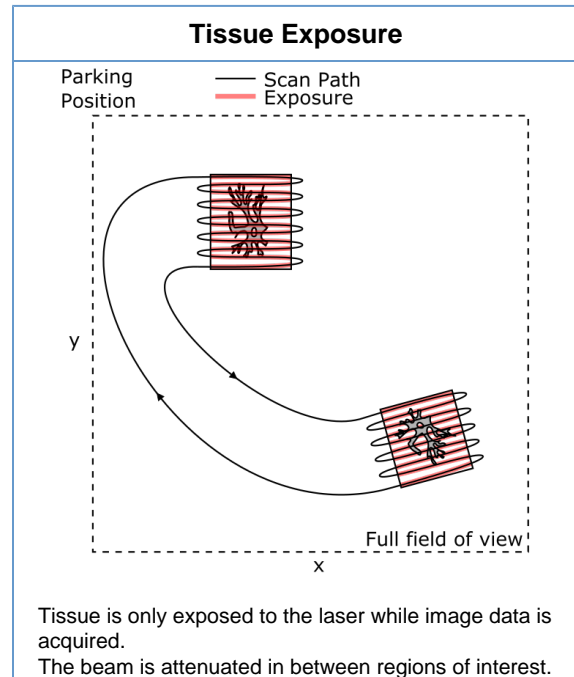 Tissue Exposure
Parking
Position
Scan Path
Exposure
y
Full field of view
x
Tissue is only exposed to the laser while image data is
acquired.
The beam is attenuated in between regions of interest.